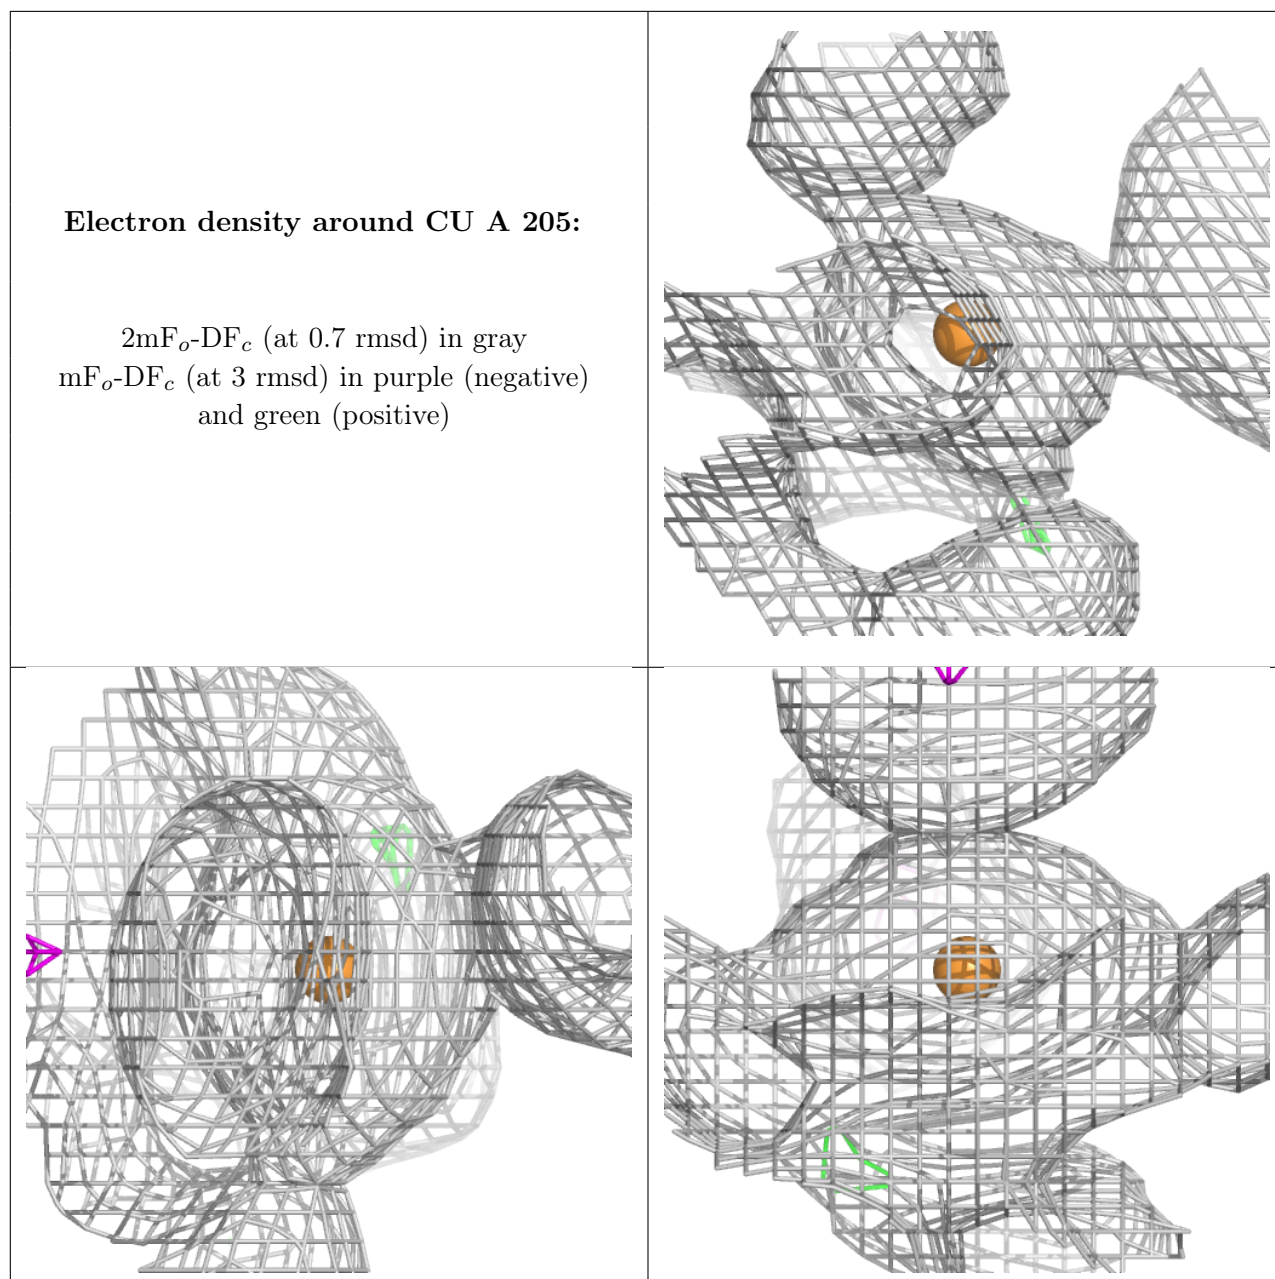 Electron density around CU A 205:
2mFo-DFc (at 0.7 rmsd) in gray
mFo-DFc (at 3 rmsd) in purple (negative)
and green (positive)